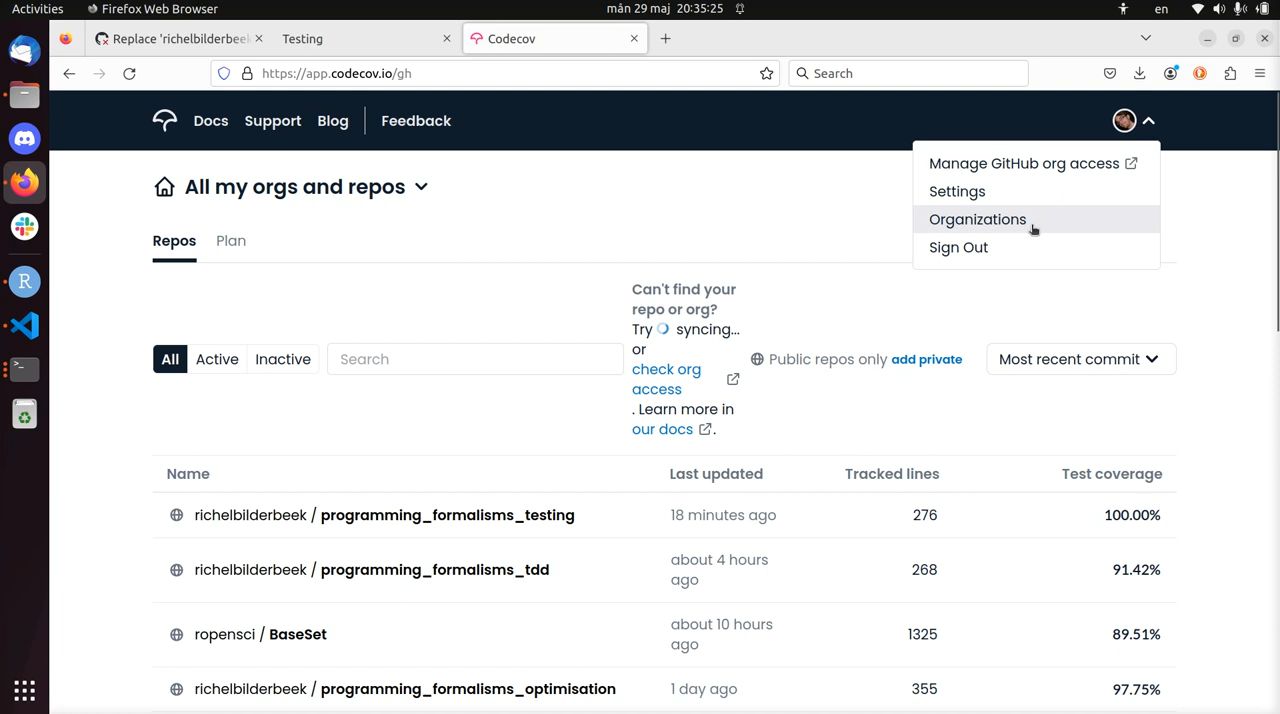 Activities
Firefox Web Browser
mån 29 maj 20:35:25
en
Replace 'richelbilderbeek
Testing
Codecov
https://app.codecov.io/gh
Search
Docs
Support
Blog
Feedback
Manage GitHub org access
Settings
Organizations
Sign Out
All my orgs and repos
Repos
Plan
Can't find your
repo or org?
Try syncing...
or
check org
access
. Learn more in
our docs .
All
Active
Inactive
Search
Public repos only add private
Most recent commit
Name
Last updated
Tracked lines
Test coverage
richelbilderbeek / programming_formalisms_testing
18 minutes ago
276
100.00%
richelbilderbeek / programming_formalisms_tdd
about 4 hours
ago
268
91.42%
ropensci / BaseSet
about 10 hours
ago
1325
89.51%
richelbilderbeek / programming_formalisms_optimisation
1 day ago
355
97.75%